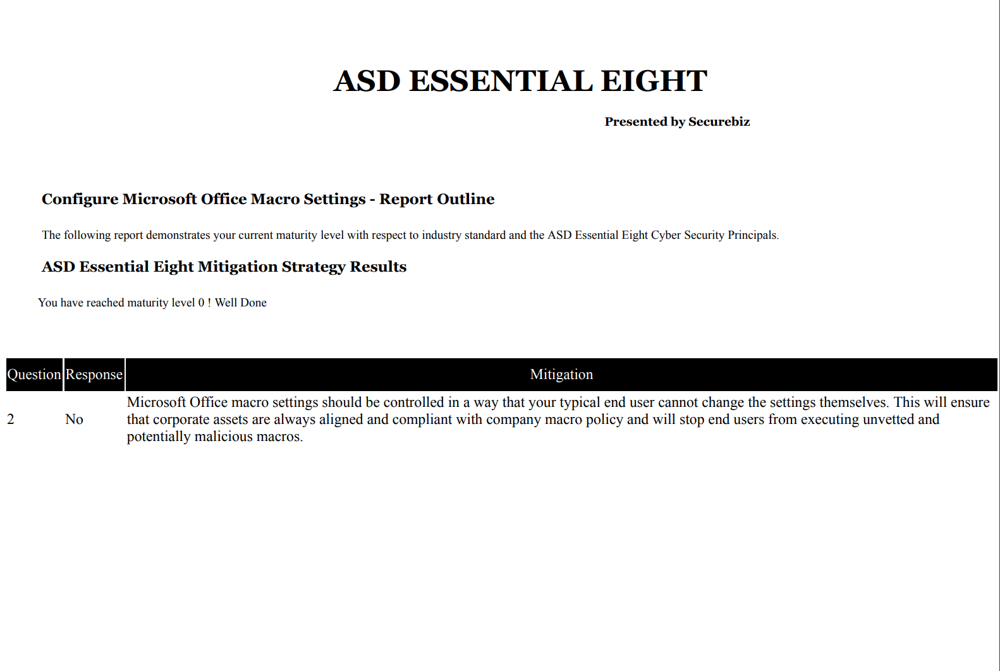 ASD ESSENTIAL EIGHT
Presented by Securebiz
Configure Microsoft Office Macro Settings - Report Outline
The following report demonstrates your current maturity level with respect to industry standard and the ASD Essential Eight Cyber Security Principals.
ASD Essential Eight Mitigation Strategy Results
You have reached maturity level 0 ! Well Done
Question Response Mitigation
2 No Microsoft Office macro settings should be controlled in a way that your typical end user cannot change the settings themselves. This will ensure
that corporate assets are always aligned and compliant with company macro policy and will stop end users from executing unvetted and
potentially malicious macros.